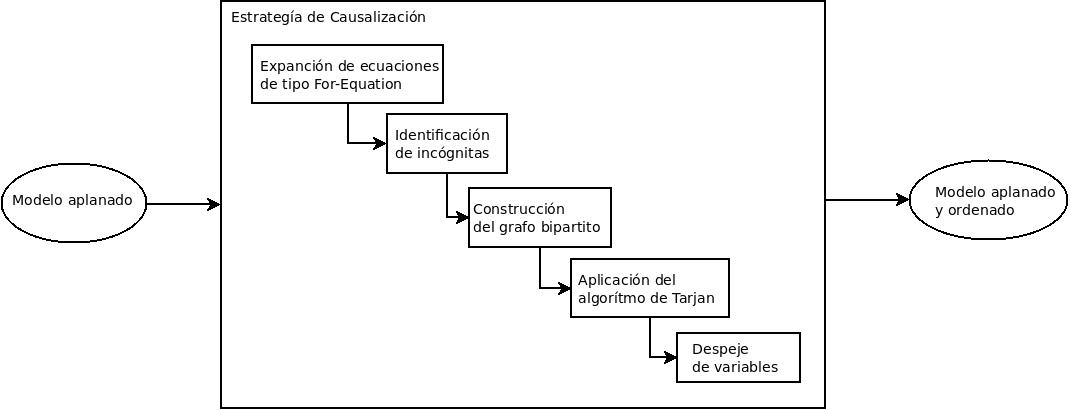 Estrategía de Causalización
Expanción de ecuaciones
de tipo For-Equation
Identificación
de incógnitas
Modelo aplanado
Construcción
del grafo bipartito
Modelo aplanado
y ordenado
Aplicación del
algorítmo de Tarjan
Despeje
de variables